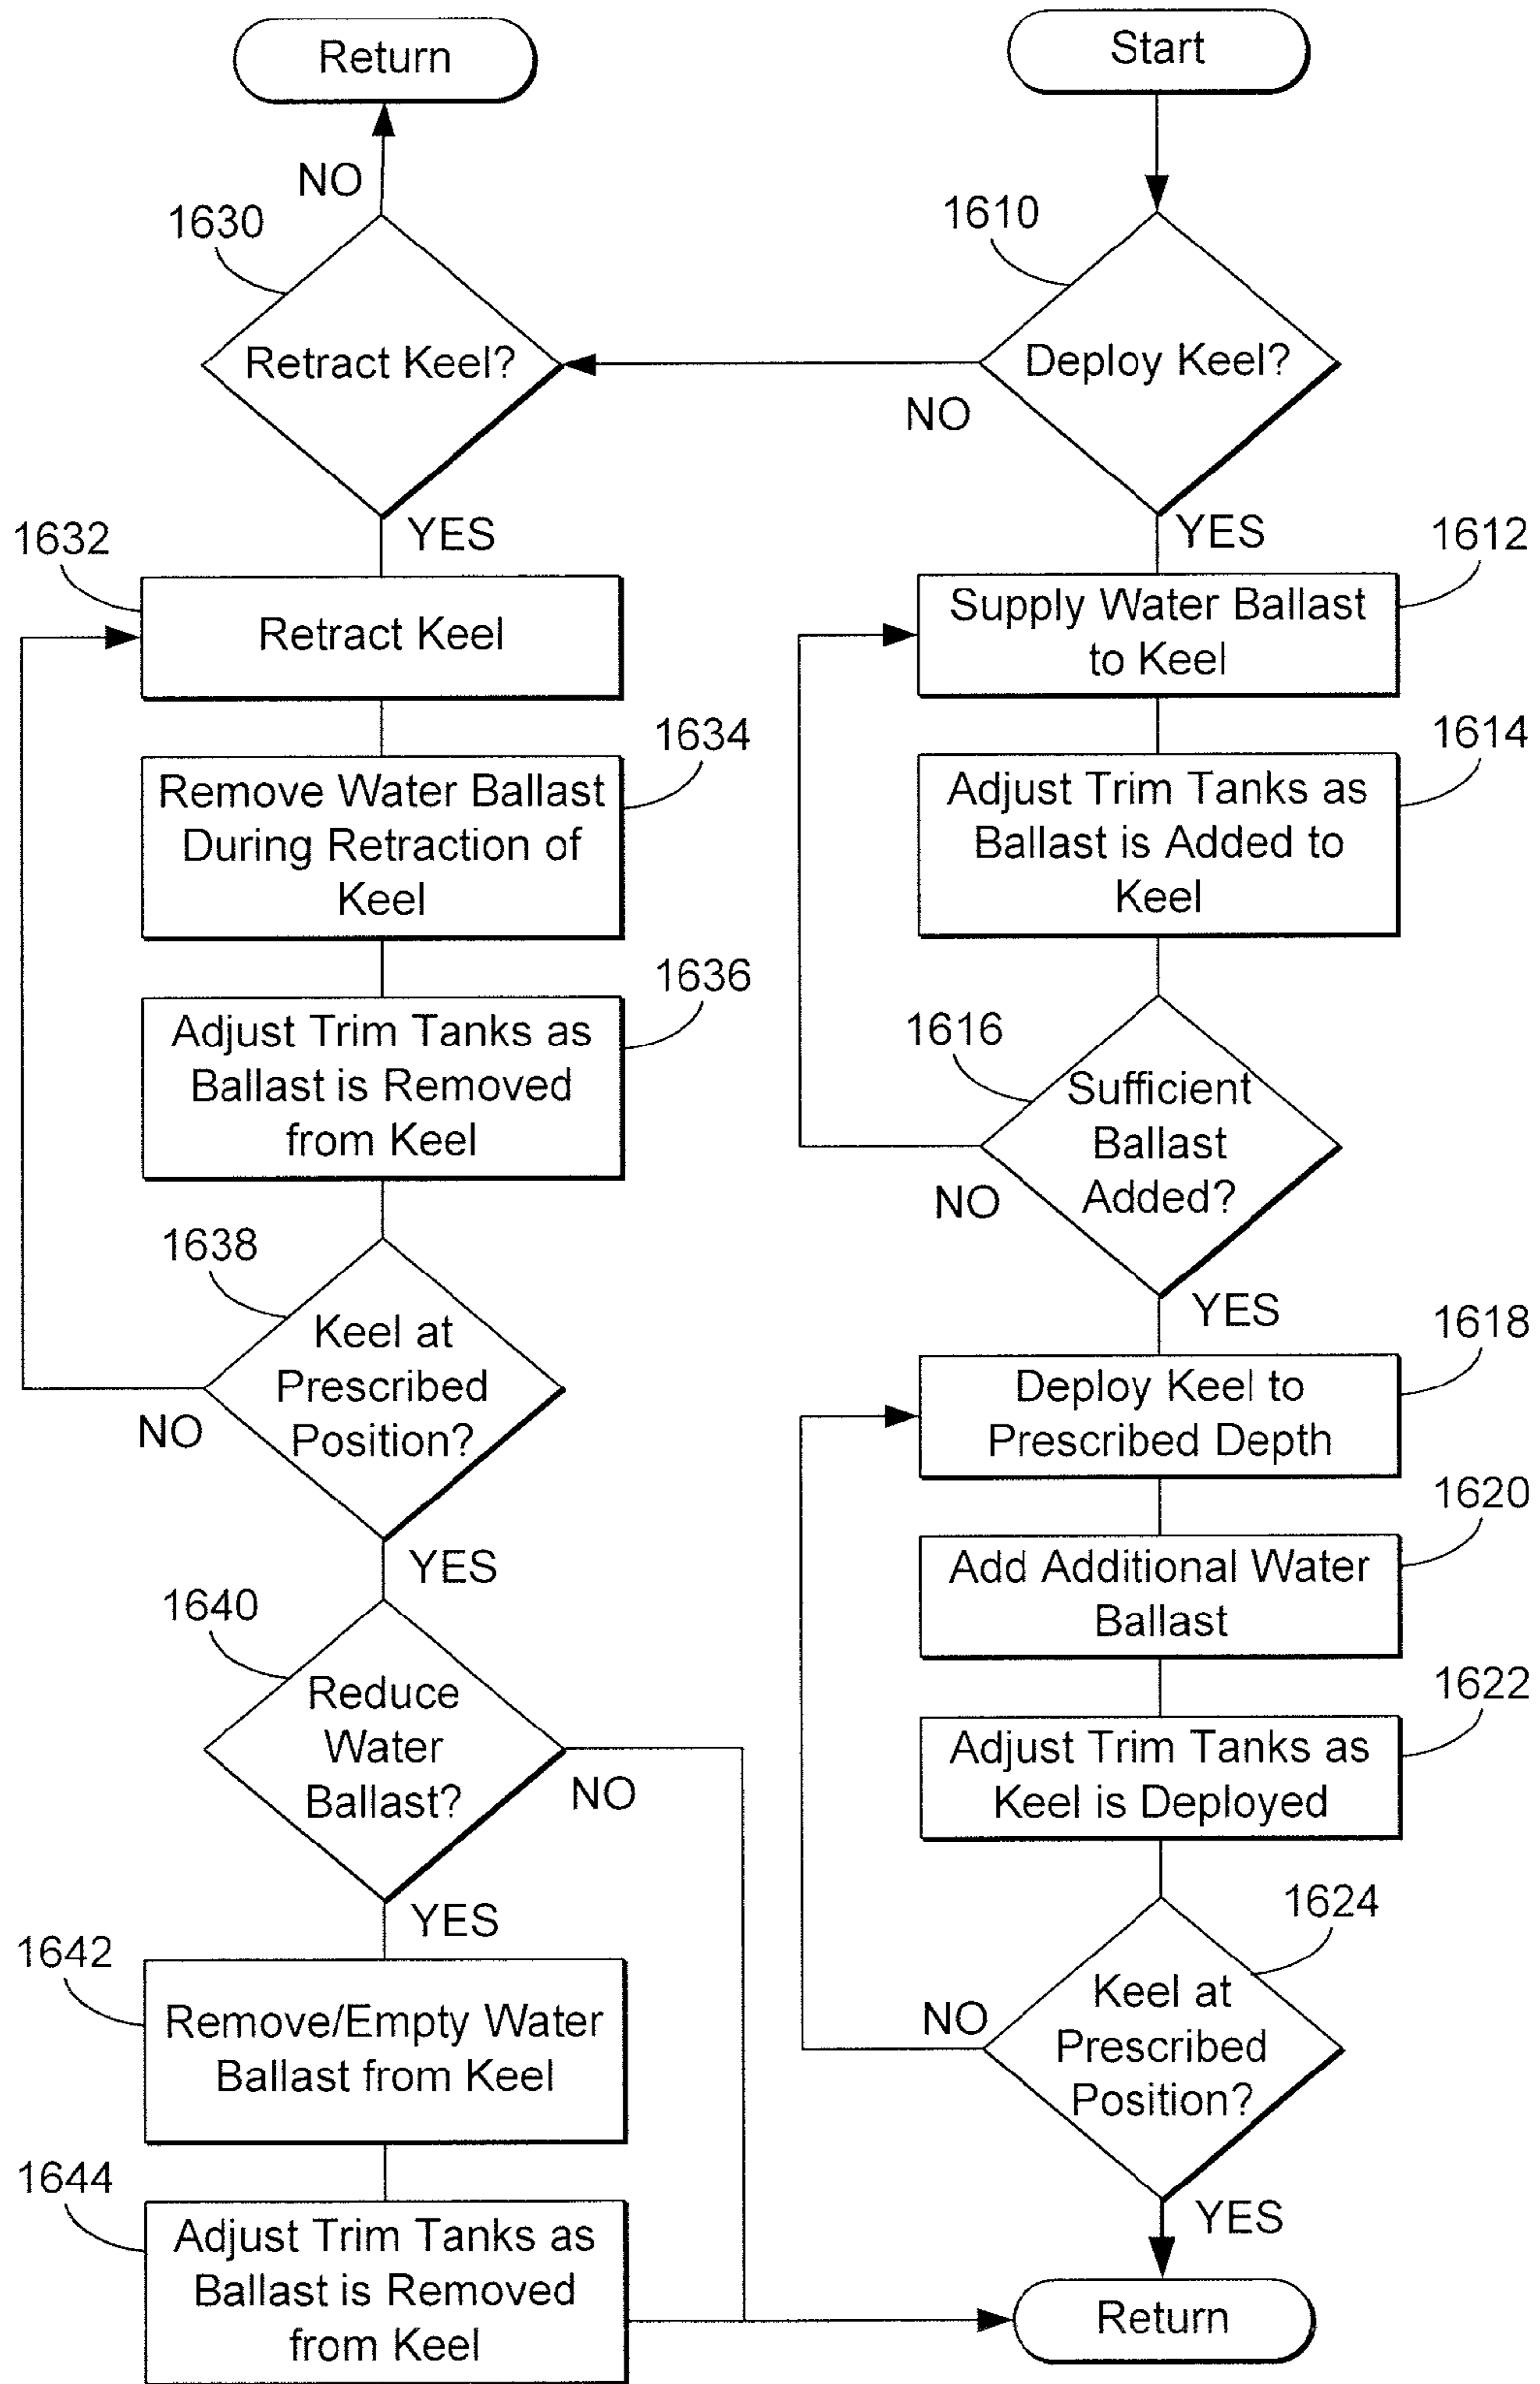 Start
1610
Deploy Keel?
NO
YES
1612
Supply Water Ballast
to Keel
1614
Adjust Trim Tanks as
Ballast is Added to
Keel
1616
Sufficient
Ballast
Added?
NO
YES
1618
Deploy Keel to
Prescribed Depth
1620
Add Additional Water
Ballast
1622
Adjust Trim Tanks as
Keel is Deployed
1624
Keel at
Prescribed
Position?
NO
YES
Return
Return
NO
1630
Retract Keel?
YES
1632
Retract Keel
1634
Remove Water Ballast
During Retraction of
Keel
1636
Adjust Trim Tanks as
Ballast is Removed
from Keel
1638
Keel at
Prescribed
Position?
NO
YES
1640
Reduce
Water
Ballast?
NO
YES
1642
Remove/Empty Water
Ballast from Keel
1644
Adjust Trim Tanks as
Ballast is Removed
from Keel